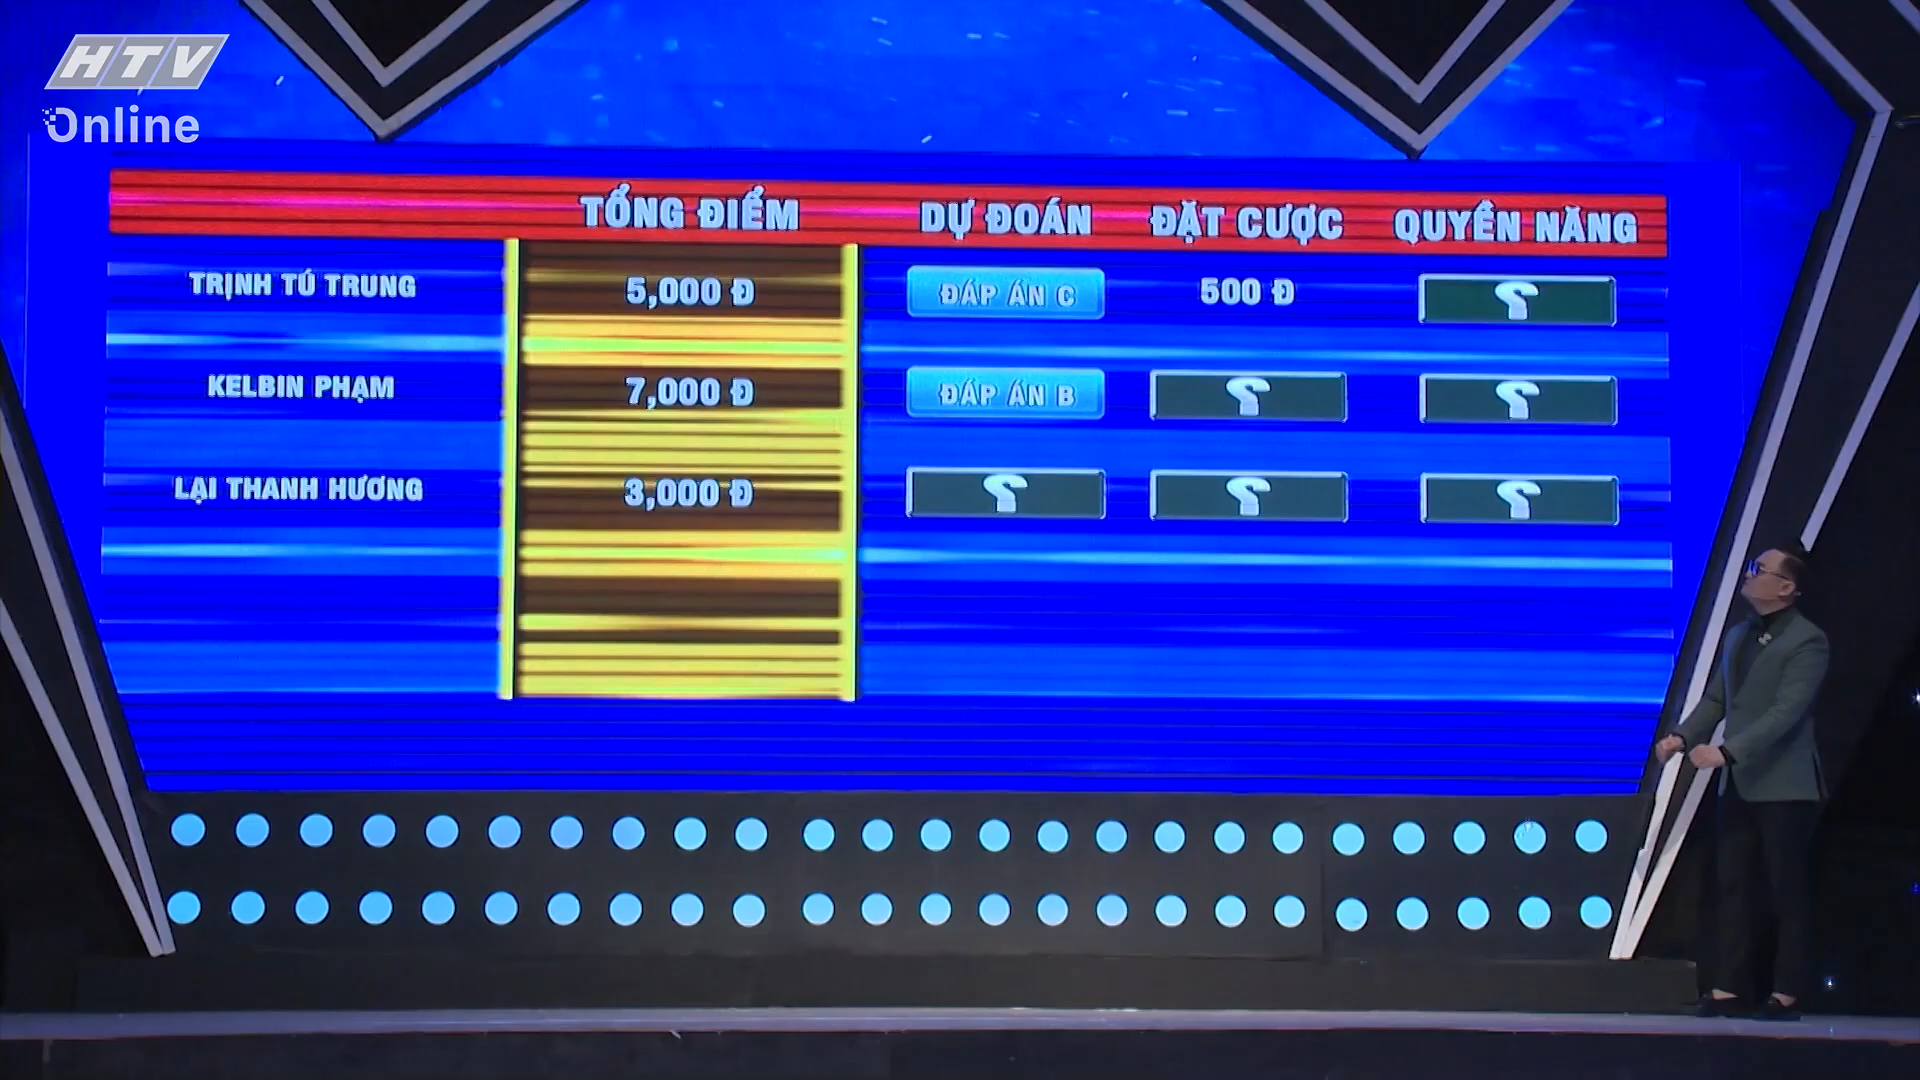 HTV
Online
TỔNG ĐIỂM DỰ ĐOÁN ĐẶT CƯỢC QUYỀN NĂNG
TRỊNH TÚ TRUNG 5,000 Đ ĐÁP ÁN C 500 Đ ?
KELBIN PHẠM 7,000 Đ ĐÁP ÁN B ? ?
LẠI THANH HƯƠNG 3,000 Đ ? ? ?